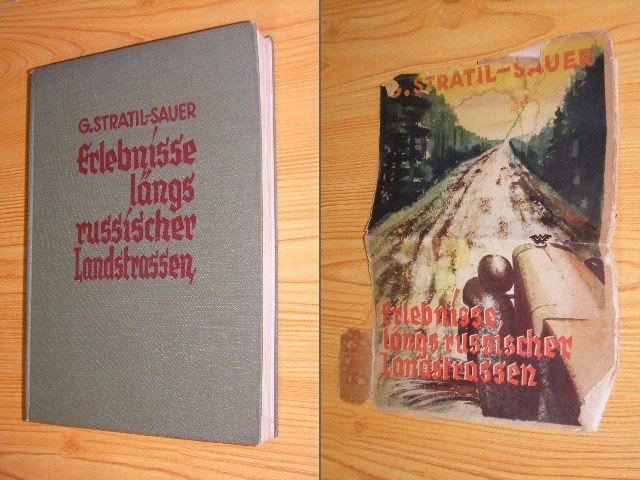 G. STRATIL-SAUER
Erlebnisse
längs
russischer
Landstrassen,
G. STRATIL-SAUER
Erlebnisse
längs russischer
Landstrassen